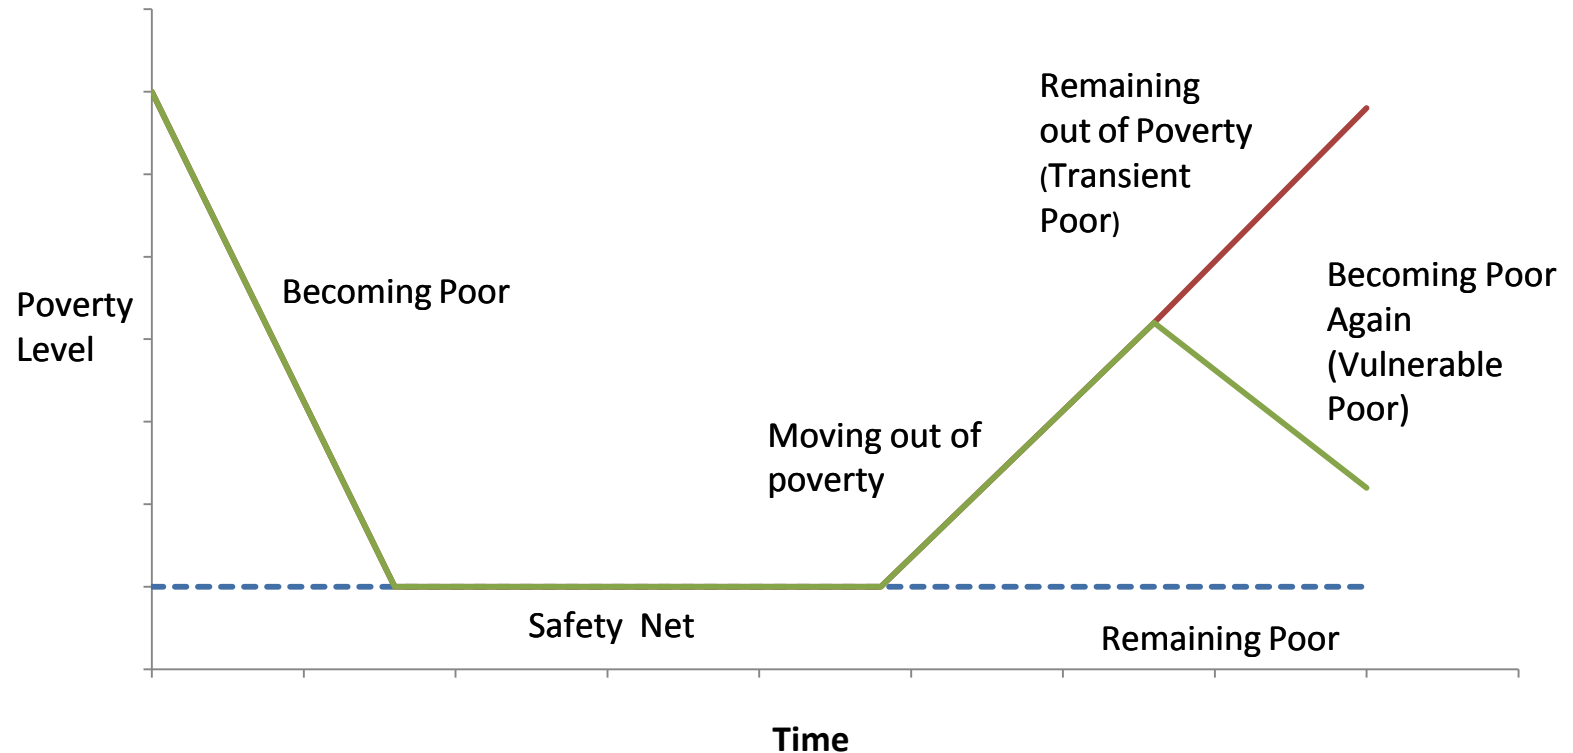 Poverty
Level
Becoming Poor
Safety Net
Moving out of
poverty
Remaining
out of Poverty
(Transient
Poor)
Becoming Poor
Again
(Vulnerable
Poor)
Remaining Poor
Time